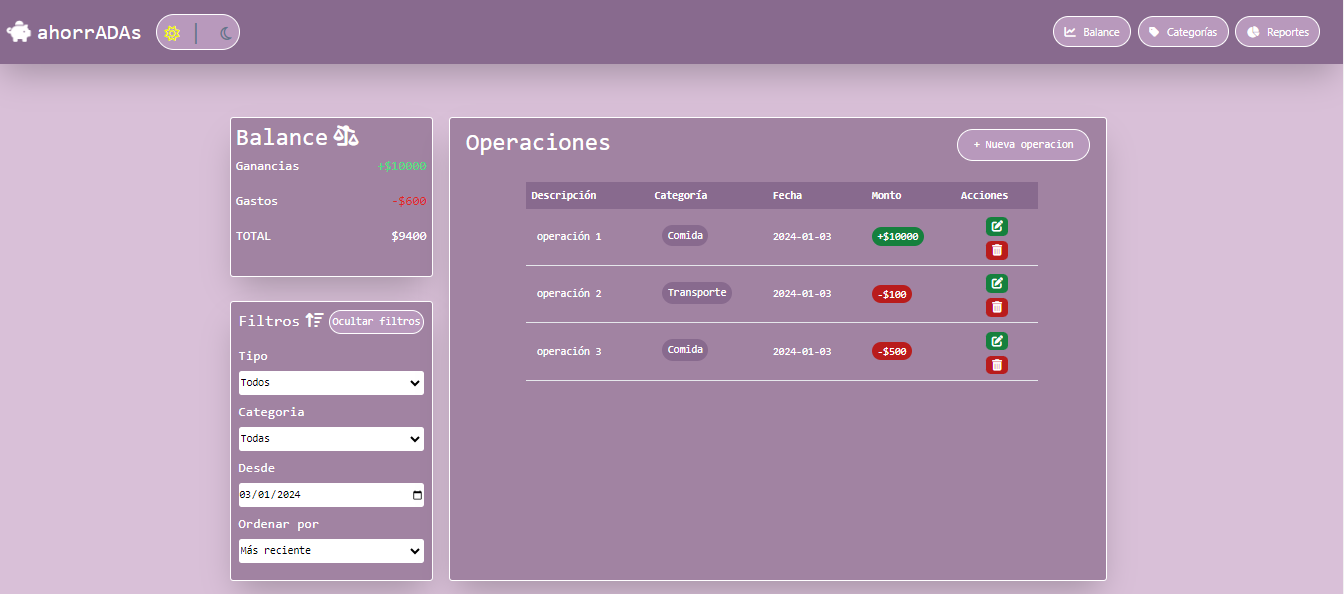 ahorrADAs
Balance
Categorías
Reportes
Balance
Ganancias +$10000
Gastos -$600
TOTAL $9400
Filtros Ocultar filtros
Tipo
Todos
Categoria
Todas
Desde
03/01/2024
Ordenar por
Más reciente
Operaciones + Nueva operacion
Descripción Categoría Fecha Monto Acciones
operación 1 Comida 2024-01-03 +$10000
operación 2 Transporte 2024-01-03 -$100
operación 3 Comida 2024-01-03 -$500